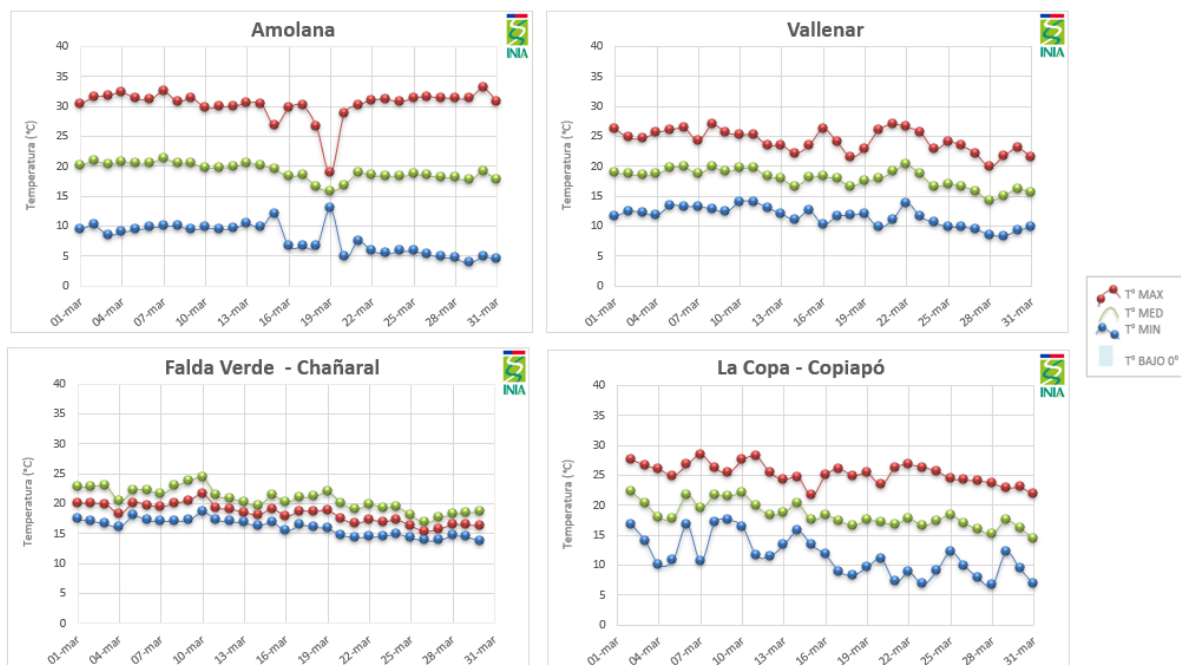 Amolana
INIA
Temperatura (°C)
40
35
30
25
20
15
10
5
0
01-mar
04-mar
07-mar
10-mar
13-mar
16-mar
19-mar
22-mar
25-mar
28-mar
31-mar
Vallenar
INIA
Temperatura (°C)
40
35
30
25
20
15
10
5
0
01-mar
04-mar
07-mar
10-mar
13-mar
16-mar
19-mar
22-mar
25-mar
28-mar
31-mar
Tª MAX
Tª MED
Tª MIN
T° BAJO 0°
Falda Verde - Chañaral
INIA
Temperatura (°C)
40
35
30
25
20
15
10
5
0
01-mar
04-mar
07-mar
10-mar
13-mar
16-mar
19-mar
22-mar
25-mar
28-mar
31-mar
La Copa - Copiapó
INIA
Temperatura (°C)
40
35
30
25
20
15
10
5
0
01-mar
04-mar
07-mar
10-mar
13-mar
16-mar
19-mar
22-mar
25-mar
28-mar
31-mar